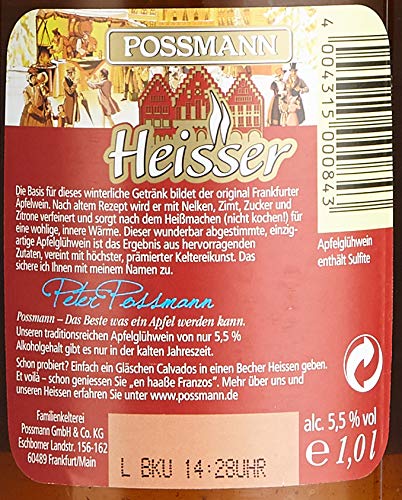 POSSMANN
Heisser
Die Basis für dieses winterliche Getränk bildet der original Frankfurter
Apfelwein. Nach altem Rezept wird er mit Nelken, Zimt, Zucker und
Zitrone verfeinert und sorgt nach dem Heißmachen (nicht kochen!) für
eine wohlige, innere Wärme. Dieser wunderbar abgestimmte, einzig-
artige Apfelglühwein ist das Ergebnis aus hervorragenden
Zutaten, vereint mit höchster, prämierter Keltereikunst. Das
sichere ich Ihnen mit meinem Namen zu.
Peter Possmann
Possmann – Das Beste was ein Apfel werden kann.
Unseren traditionsreichen Apfelglühwein von nur 5,5 %
Alkoholgehalt gibt es nur in der kalten Jahreszeit.
Schon probiert? Einfach ein Gläschen Calvados in einen Becher Heissen geben.
Et voilà – schon geniessen Sie „en haaße Franzos". Mehr über uns und
unseren Heissen erfahren Sie unter www.possmann.de
Familienkelterei
Possmann GmbH & Co. KG
Eschborner Landstr. 156-162
60489 Frankfurt/Main
L BKU 14:28UHR
4 004315 000843
Apfelglühwein
enthält Sulfite
alc. 5,5 % vol
e 1,0 l